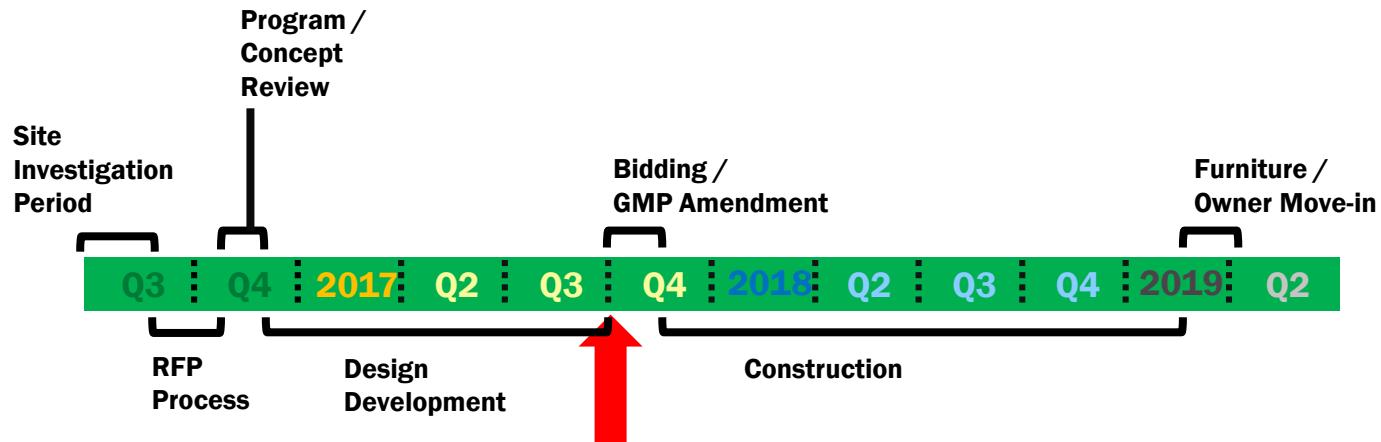 Program /
Concept
Review
Site
Investigation
Period
Bidding /
GMP Amendment
Furniture /
Owner Move-in
Q3 Q4 2017 Q2 Q3 Q4 2018 Q2 Q3 Q4 2019 Q2
RFP
Process
Design
Development
Construction